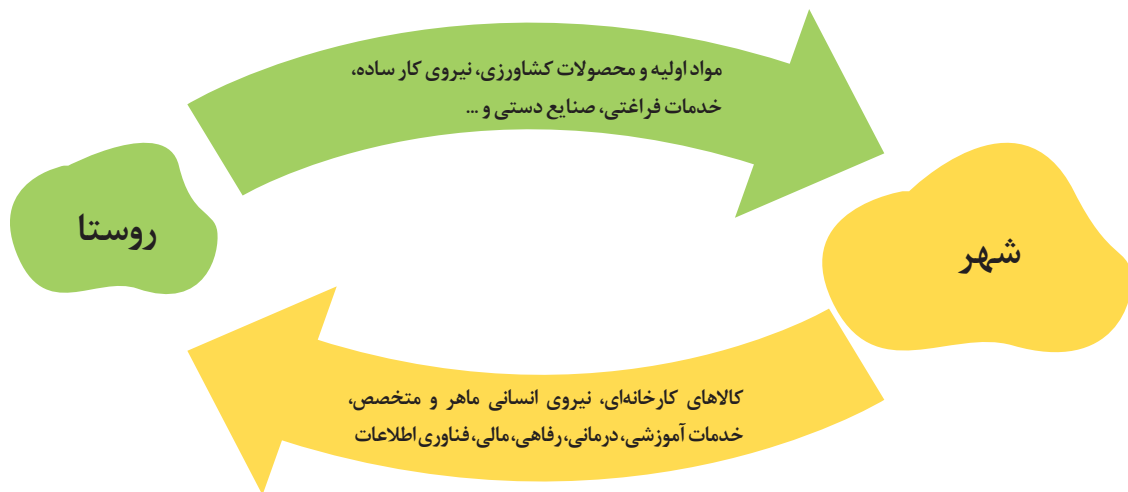 مواد اولیه و محصولات کشاورزی، نیروی کار ساده،
خدمات فراغتی، صنایع دستی و ...
روستا
شهر
کالاهای کارخانه‌ای، نیروی انسانی ماهر و متخصص،
خدمات آموزشی، درمانی، رفاهی، مالی، فناوری اطلاعات